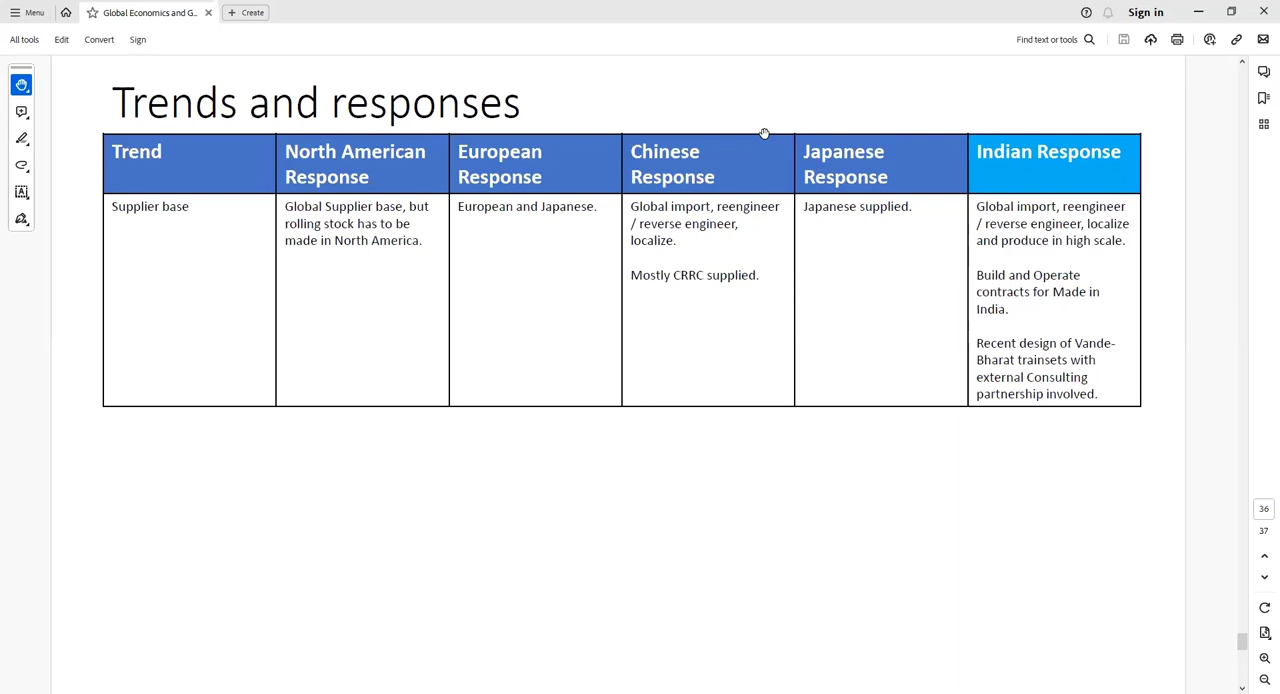 Menu
Global Economics and G...
Create
Sign in
All tools
Edit
Convert
Sign
Find text or tools
Trends and responses
Trend
North American
Response
European
Response
Chinese
Response
Japanese
Response
Indian Response
Supplier base
Global Supplier base, but
rolling stock has to be
made in North America.
European and Japanese.
Global import, reengineer
/ reverse engineer,
localize.
Mostly CRRC supplied.
Japanese supplied.
Global import, reengineer
/ reverse engineer, localize
and produce in high scale.
Build and Operate
contracts for Made in
India.
Recent design of Vande-
Bharat trainsets with
external Consulting
partnership involved.
36
37